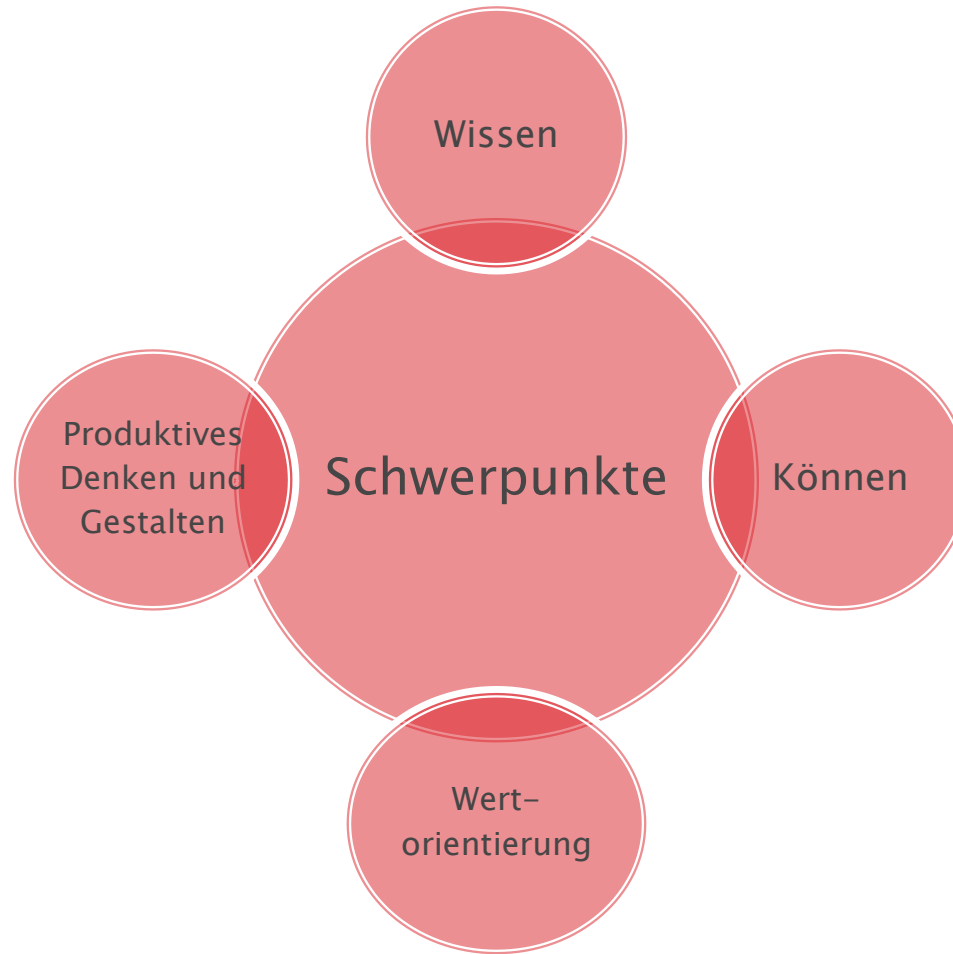 Wissen
Produktives
Denken und
Gestalten
Schwerpunkte
Können
Wert-
orientierung